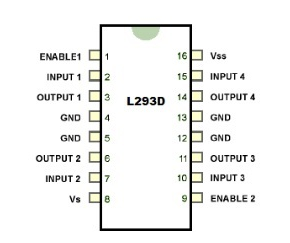 ENABLE1 1 16 Vss
INPUT 1 2 15 INPUT 4
OUTPUT 1 3 14 OUTPUT 4
L293D
GND 4 13 GND
GND 5 12 GND
OUTPUT 2 6 11 OUTPUT 3
INPUT 2 7 10 INPUT 3
Vs 8 9 ENABLE 2